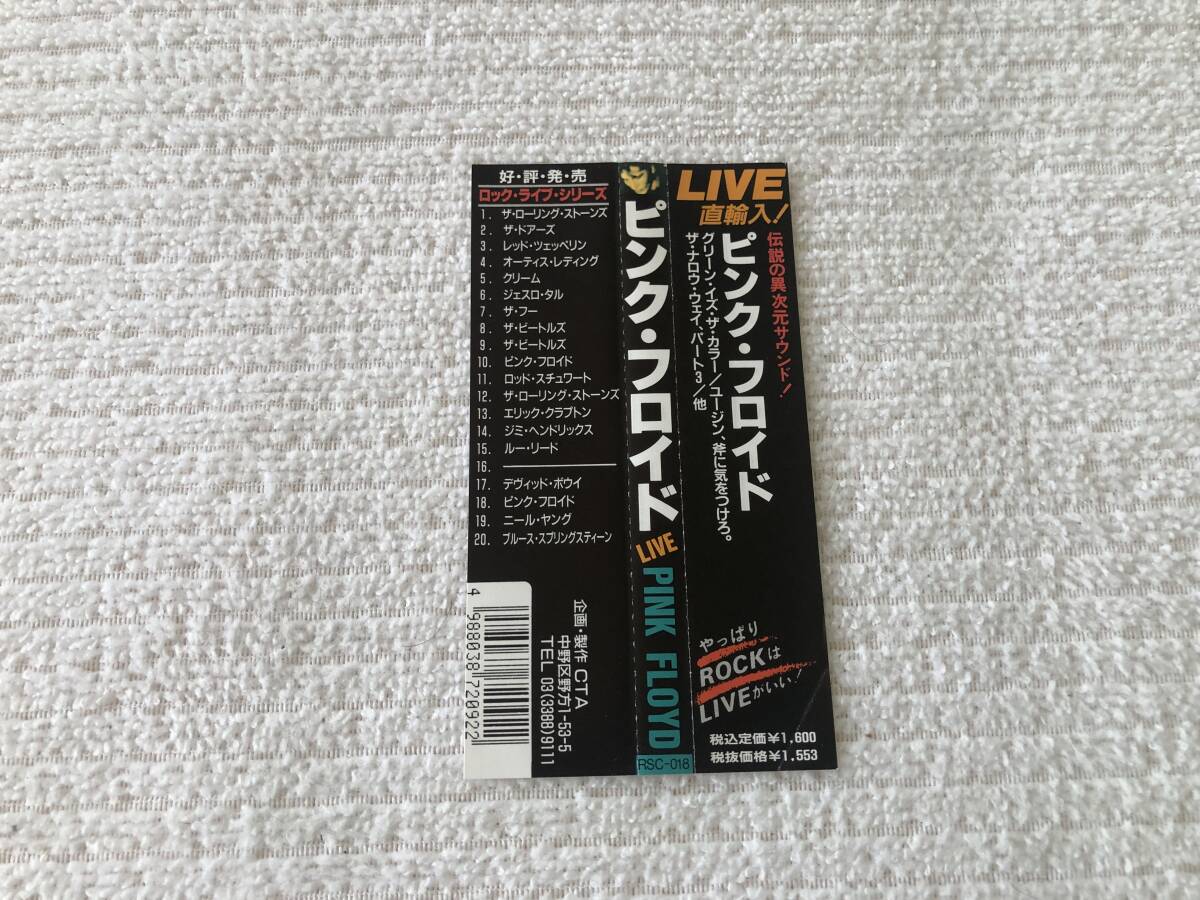 好・評・発・売
ロック・ライブ・シリーズ
1. ザ・ローリング・ストーンズ
2. ザ・ドアーズ
3. レッド・ツェッペリン
4. オーティス・レディング
5. クリーム
6. ジェスロ・タル
7. ザ・フー
8. ザ・ビートルズ
9. ザ・ビートルズ
10. ピンク・フロイド
11. ロッド・スチュワート
12. ザ・ローリング・ストーンズ
13. エリック・クラプトン
14. ジミ・ヘンドリックス
15. ルー・リード
16.
17. デヴィッド・ボウイ
18. ピンク・フロイド
19. ニール・ヤング
20. ブルース・スプリングスティーン
企画・製作 CTA
中野区野方1-53-5
TEL 03(3388)9111
4 988038 720922
ピンク・フロイド
LIVE
PINK FLOYD
RSC-018
LIVE
直輸入!
伝説の異次元サウンド!
ピンク・フロイド
グリーン・イズ・ザ・カラー/ユージン、斧に気をつけろ。
ザ・ナロウ・ウェイ、パート3/他
やっぱり
ROCKは
LIVEがいい!
税込定価¥1,600
税抜価格¥1,553